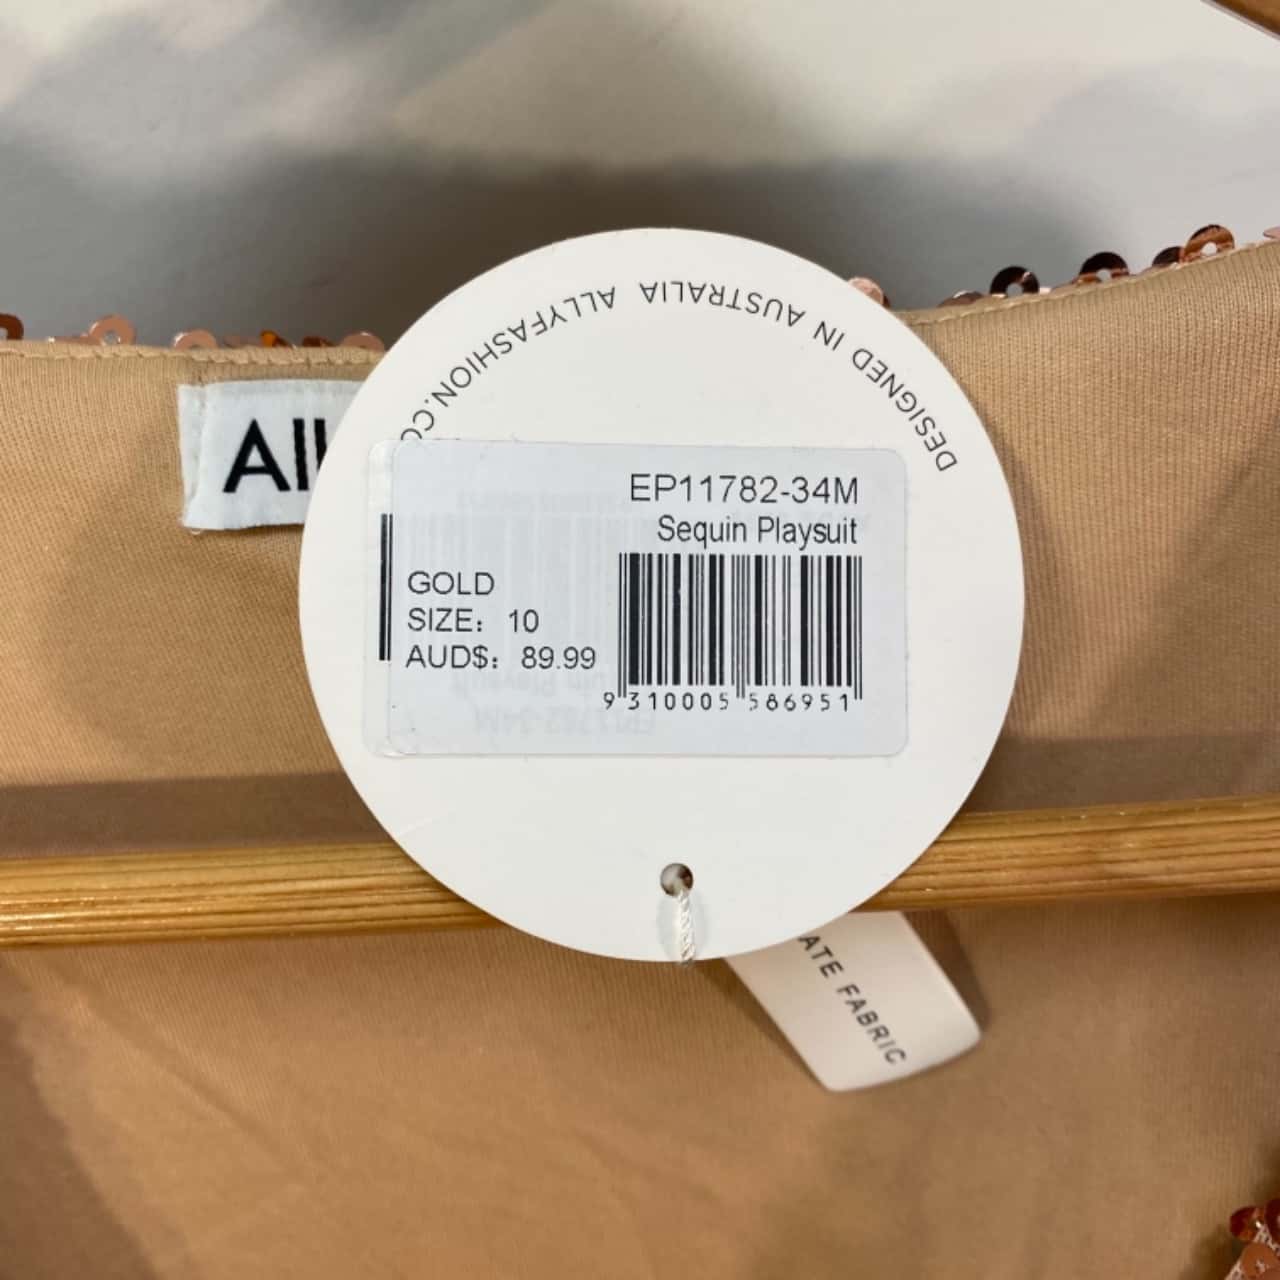 DESIGNED IN AUSTRALIA ALLYFASHION.CO
All
EP11782-34M
Sequin Playsuit
GOLD
SIZE: 10
AUD$: 89.99
9 310005 586951
ATE FABRIC